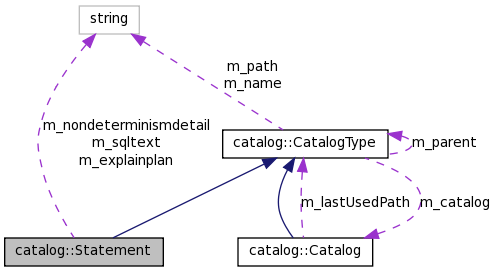 string
m_path
m_name
m_nondeterminismdetail
m_sqltext
m_explainplan
catalog::CatalogType
m_parent
m_lastUsedPath
m_catalog
catalog::Statement
catalog::Catalog